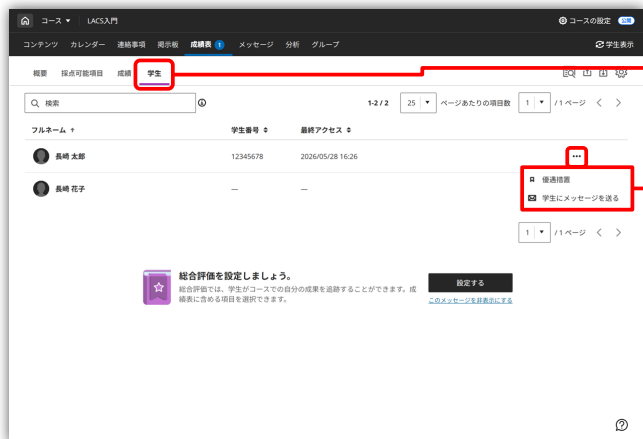 コース ▼ LACS入門 コースの設定 公開
コンテンツ カレンダー 連絡事項 掲示板 成績表 1 メッセージ 分析 グループ 学生表示
概要 採点可能項目 成績 学生
検索 1-2 / 2 25 ▼ ページあたりの項目数 1 ▼ / 1 ページ
フルネーム ↑ 学生番号 最終アクセス
長崎 太郎 12345678 2026/05/28 16:26 •••
優遇措置
長崎 花子 — —
学生にメッセージを送る
1 ▼ / 1 ページ
総合評価を設定しましょう。
総合評価では、学生がコースでの自分の成果を追跡することができます。成
績表に含める項目を選択できます。
設定する
このメッセージを非表示にする